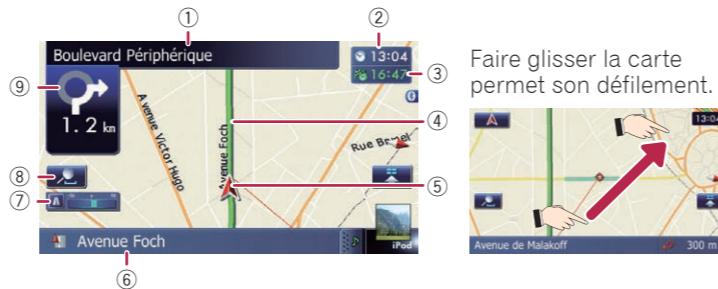 ① ② ③ ④ ⑤ ⑥ ⑦ ⑧ ⑨
Boulevard Périphérique
13:04
16:47
1. 2 km
Avenue Victor Hugo
Avenue Foch
Rue Br
Avenue Foch
iPod
Faire glisser la carte
permet son défilement.
13:04
Avenue de Malakoff
300 m